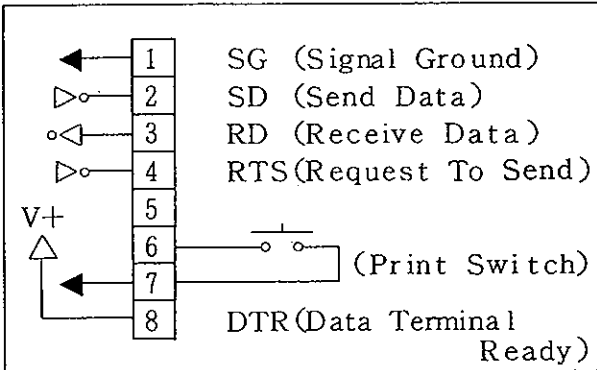 1 SG (Signal Ground)
2 SD (Send Data)
3 RD (Receive Data)
4 RTS(Request To Send)
5
V+
6
(Print Switch)
7
8 DTR(Data Terminal
Ready)